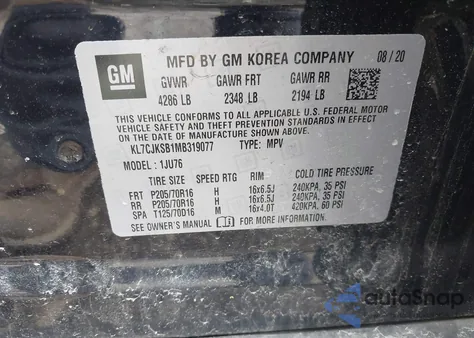 GM
MFD BY GM KOREA COMPANY 08/20
GVWR GAWR FRT GAWR RR
4286 LB 2348 LB 2194 LB
THIS VEHICLE CONFORMS TO ALL APPLICABLE U.S. FEDERAL MOTOR
VEHICLE SAFETY, BUMPER, AND THEFT PREVENTION STANDARDS IN EFFECT
ON THE DATE OF MANUFACTURE SHOWN ABOVE.
KL7CJKSB1MB319077 TYPE: MPV
MODEL: 1JU76
TIRE SIZE SPEED RTG RIM COLD TIRE PRESSURE
FRT P205/70R16 H 16x6.5J 240KPA, 35 PSI
RR P205/70R16 H 16x6.5J 240KPA, 35 PSI
SPA T125/70D16 M 16x4.0T 420KPA, 60 PSI
SEE OWNER'S MANUAL FOR MORE INFORMATION.
autoSnap